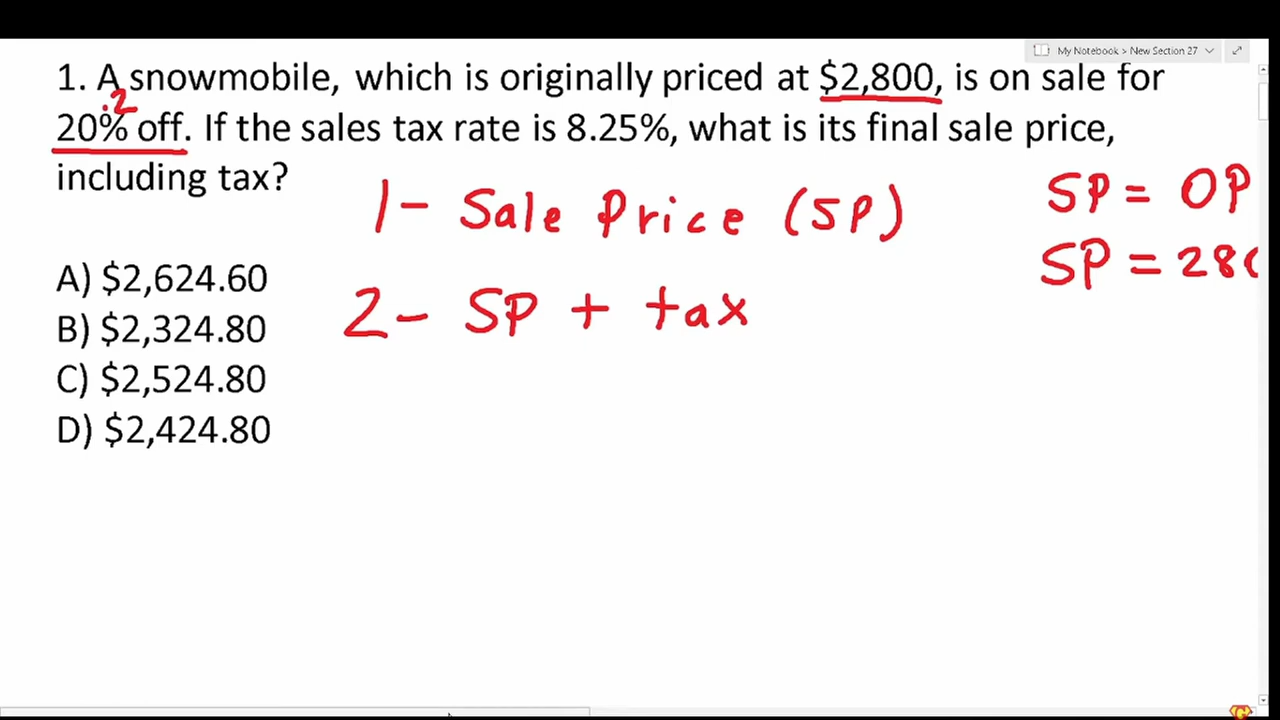 My Notebook > New Section 27
1. A snowmobile, which is originally priced at $2,800, is on sale for
.2
20% off. If the sales tax rate is 8.25%, what is its final sale price,
including tax?
1 - Sale Price (SP)
SP = OP
SP = 280
A) $2,624.60
2 - SP + tax
B) $2,324.80
C) $2,524.80
D) $2,424.80